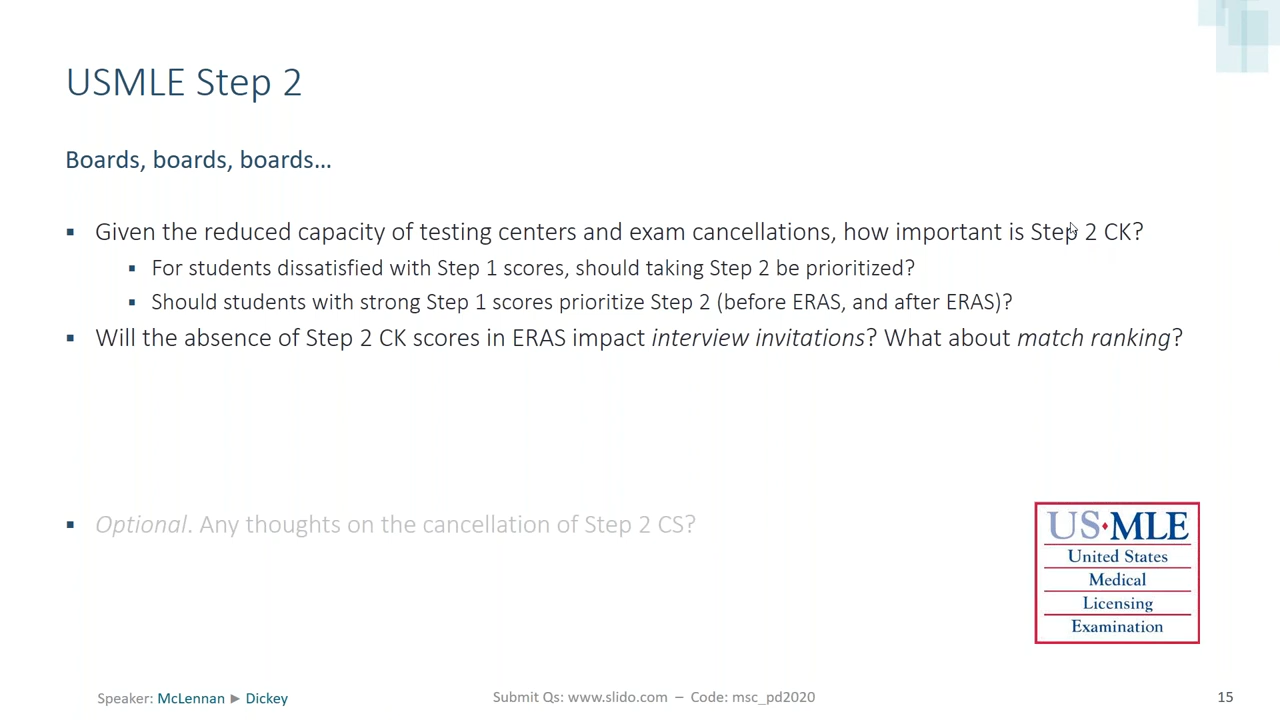 USMLE Step 2
Boards, boards, boards…
▪ Given the reduced capacity of testing centers and exam cancellations, how important is Step 2 CK?
▪ For students dissatisfied with Step 1 scores, should taking Step 2 be prioritized?
▪ Should students with strong Step 1 scores prioritize Step 2 (before ERAS, and after ERAS)?
▪ Will the absence of Step 2 CK scores in ERAS impact interview invitations? What about match ranking?
▪ Optional. Any thoughts on the cancellation of Step 2 CS?
US·MLE
United States
Medical
Licensing
Examination
Speaker: McLennan ► Dickey
Submit Qs: www.slido.com – Code: msc_pd2020
15